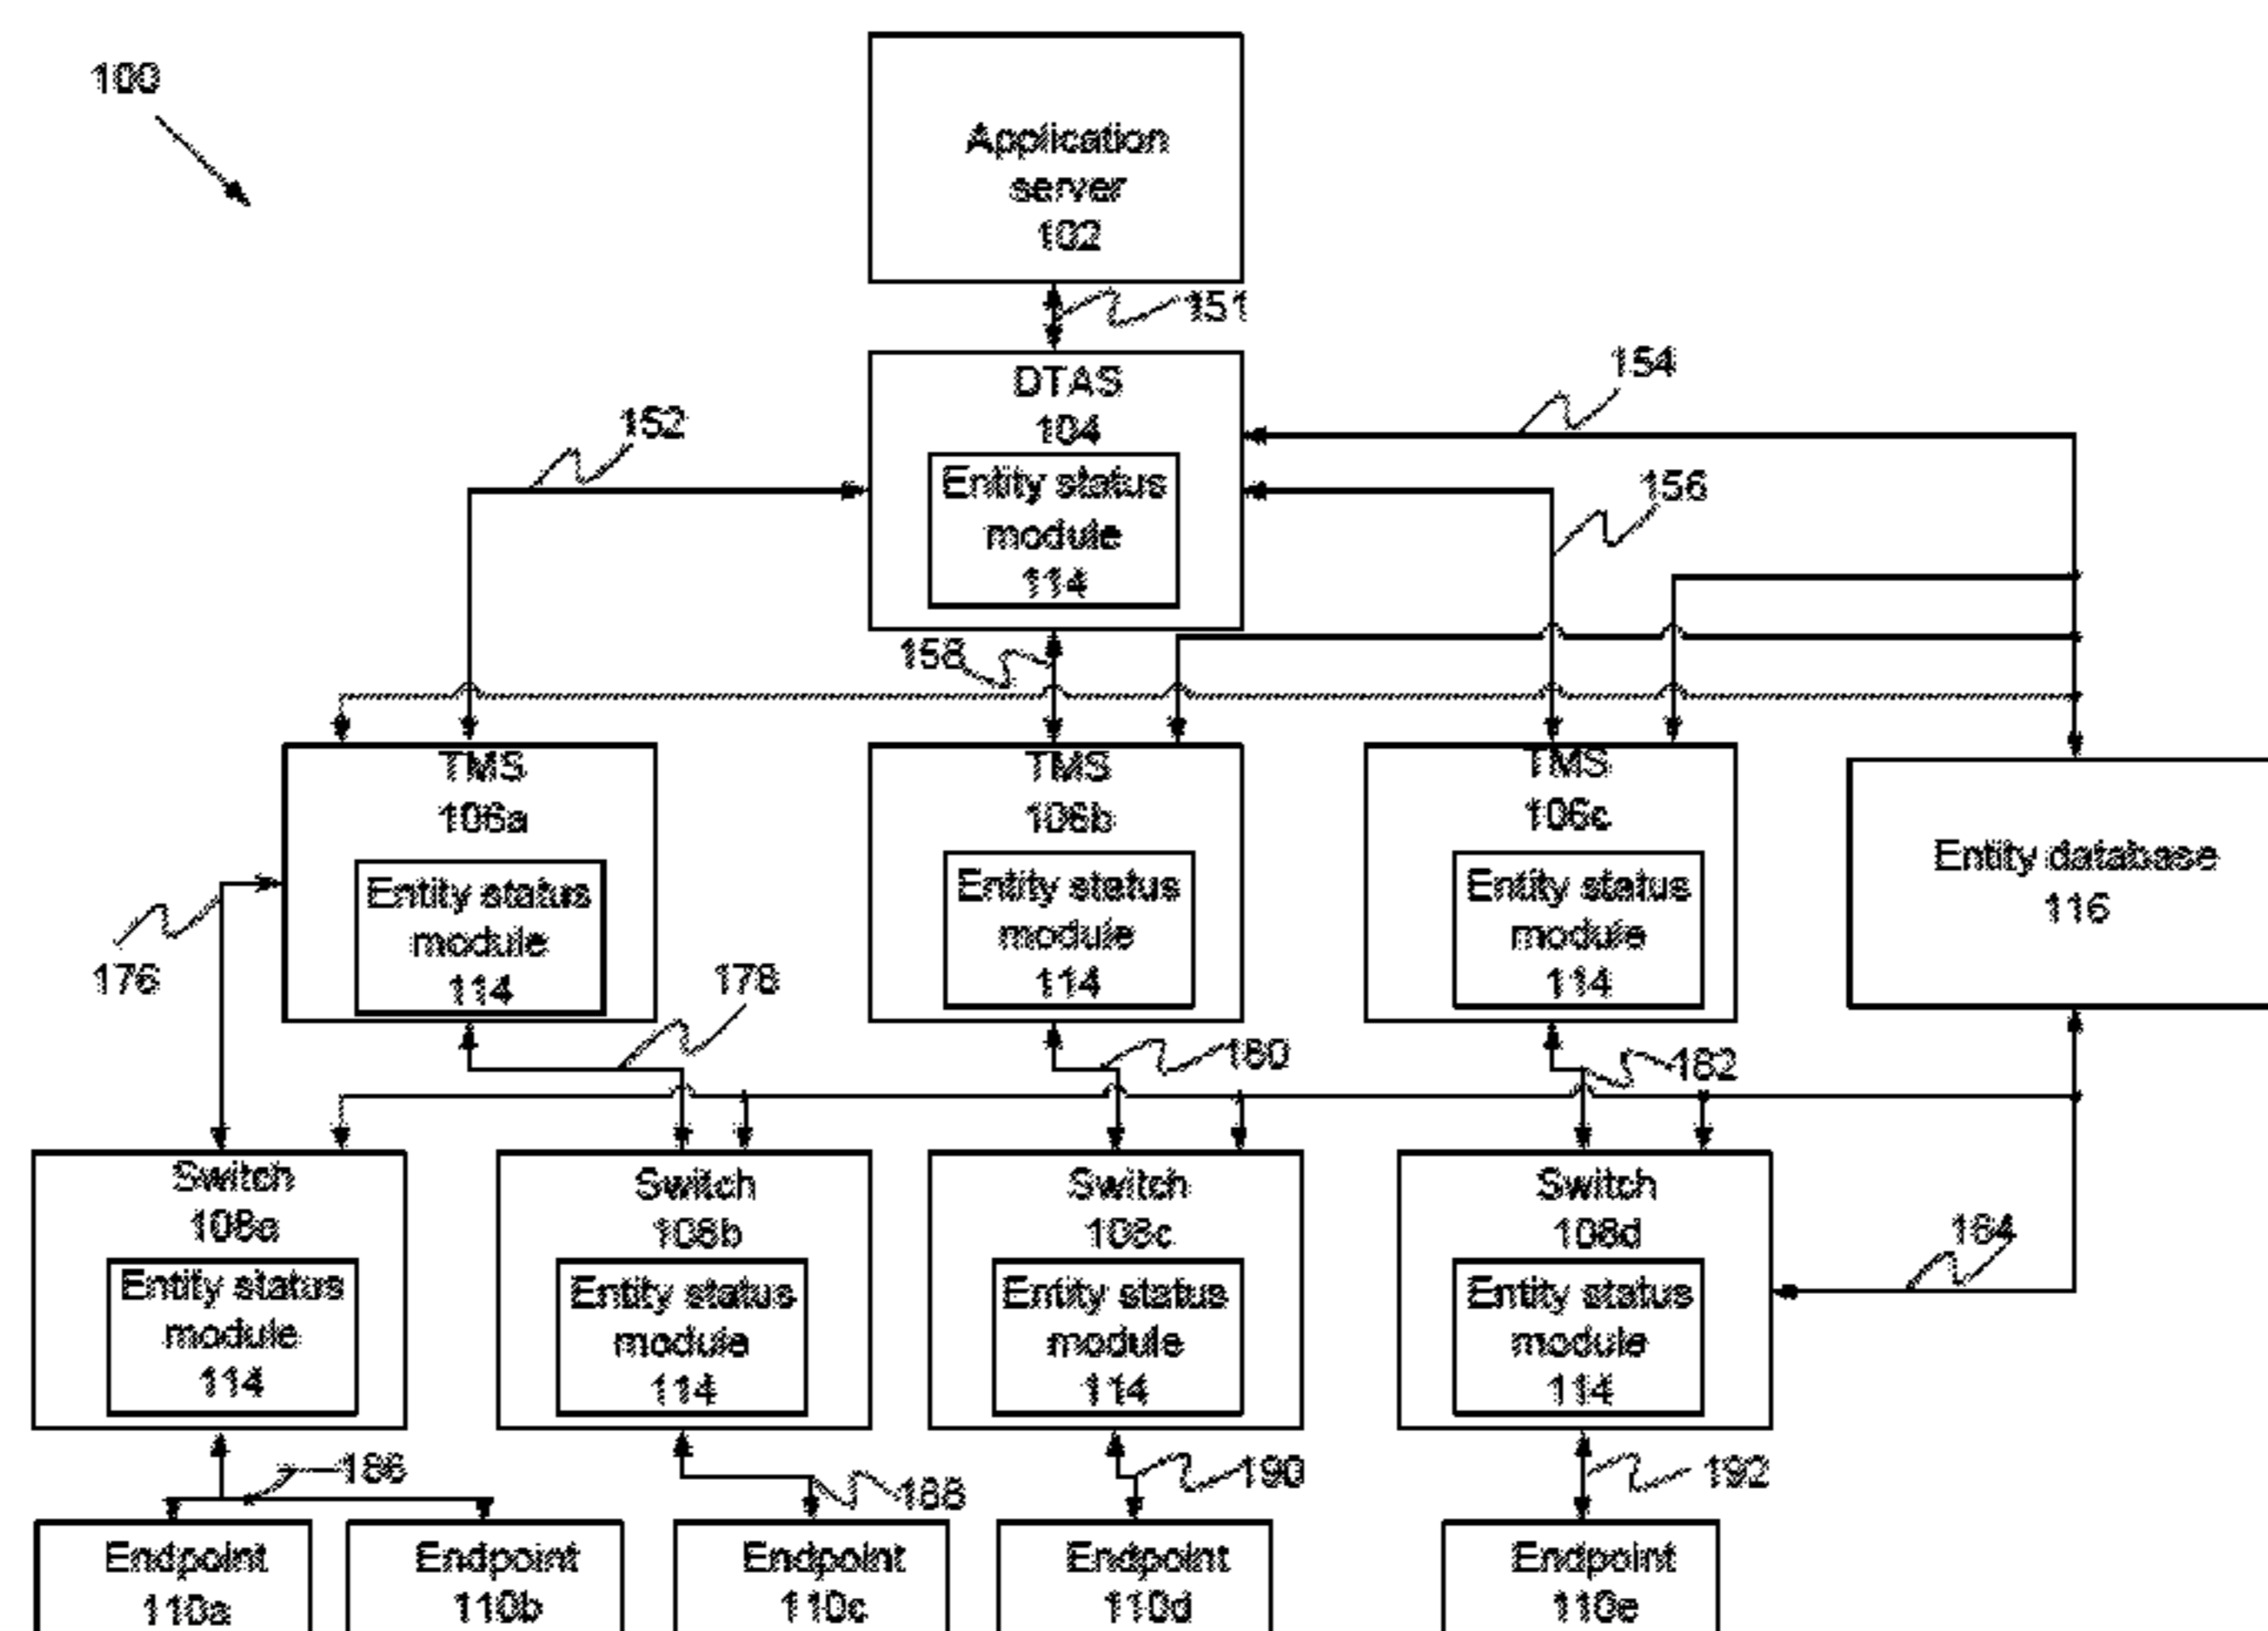 100
Application
server
102
151
DTAS
104
Entity status
module
114
152
154
156
158
TMS
106a
Entity status
module
114
TMS
106b
Entity status
module
114
TMS
106c
Entity status
module
114
Entity database
116
176
178
180
182
Switch
108a
Entity status
module
114
Switch
108b
Entity status
module
114
Switch
108c
Entity status
module
114
Switch
108d
Entity status
module
114
184
186
188
190
192
Endpoint
110a
Endpoint
110b
Endpoint
110c
Endpoint
110d
Endpoint
110e